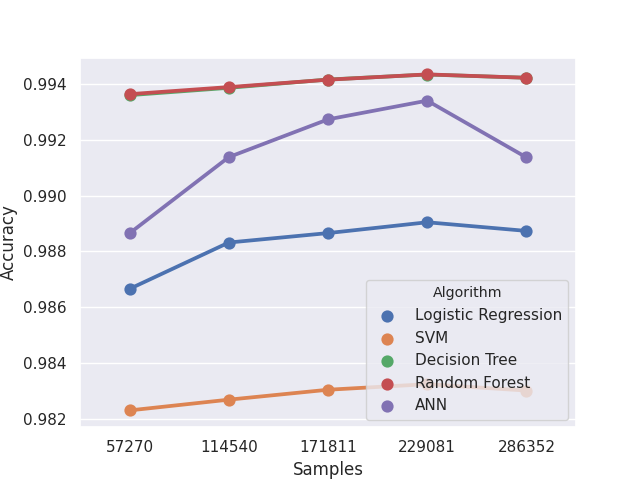 0.994
0.992
0.990
0.988
0.986
0.984
0.982
Accuracy
Algorithm
Logistic Regression
SVM
Decision Tree
Random Forest
ANN
57270 114540 171811 229081 286352
Samples